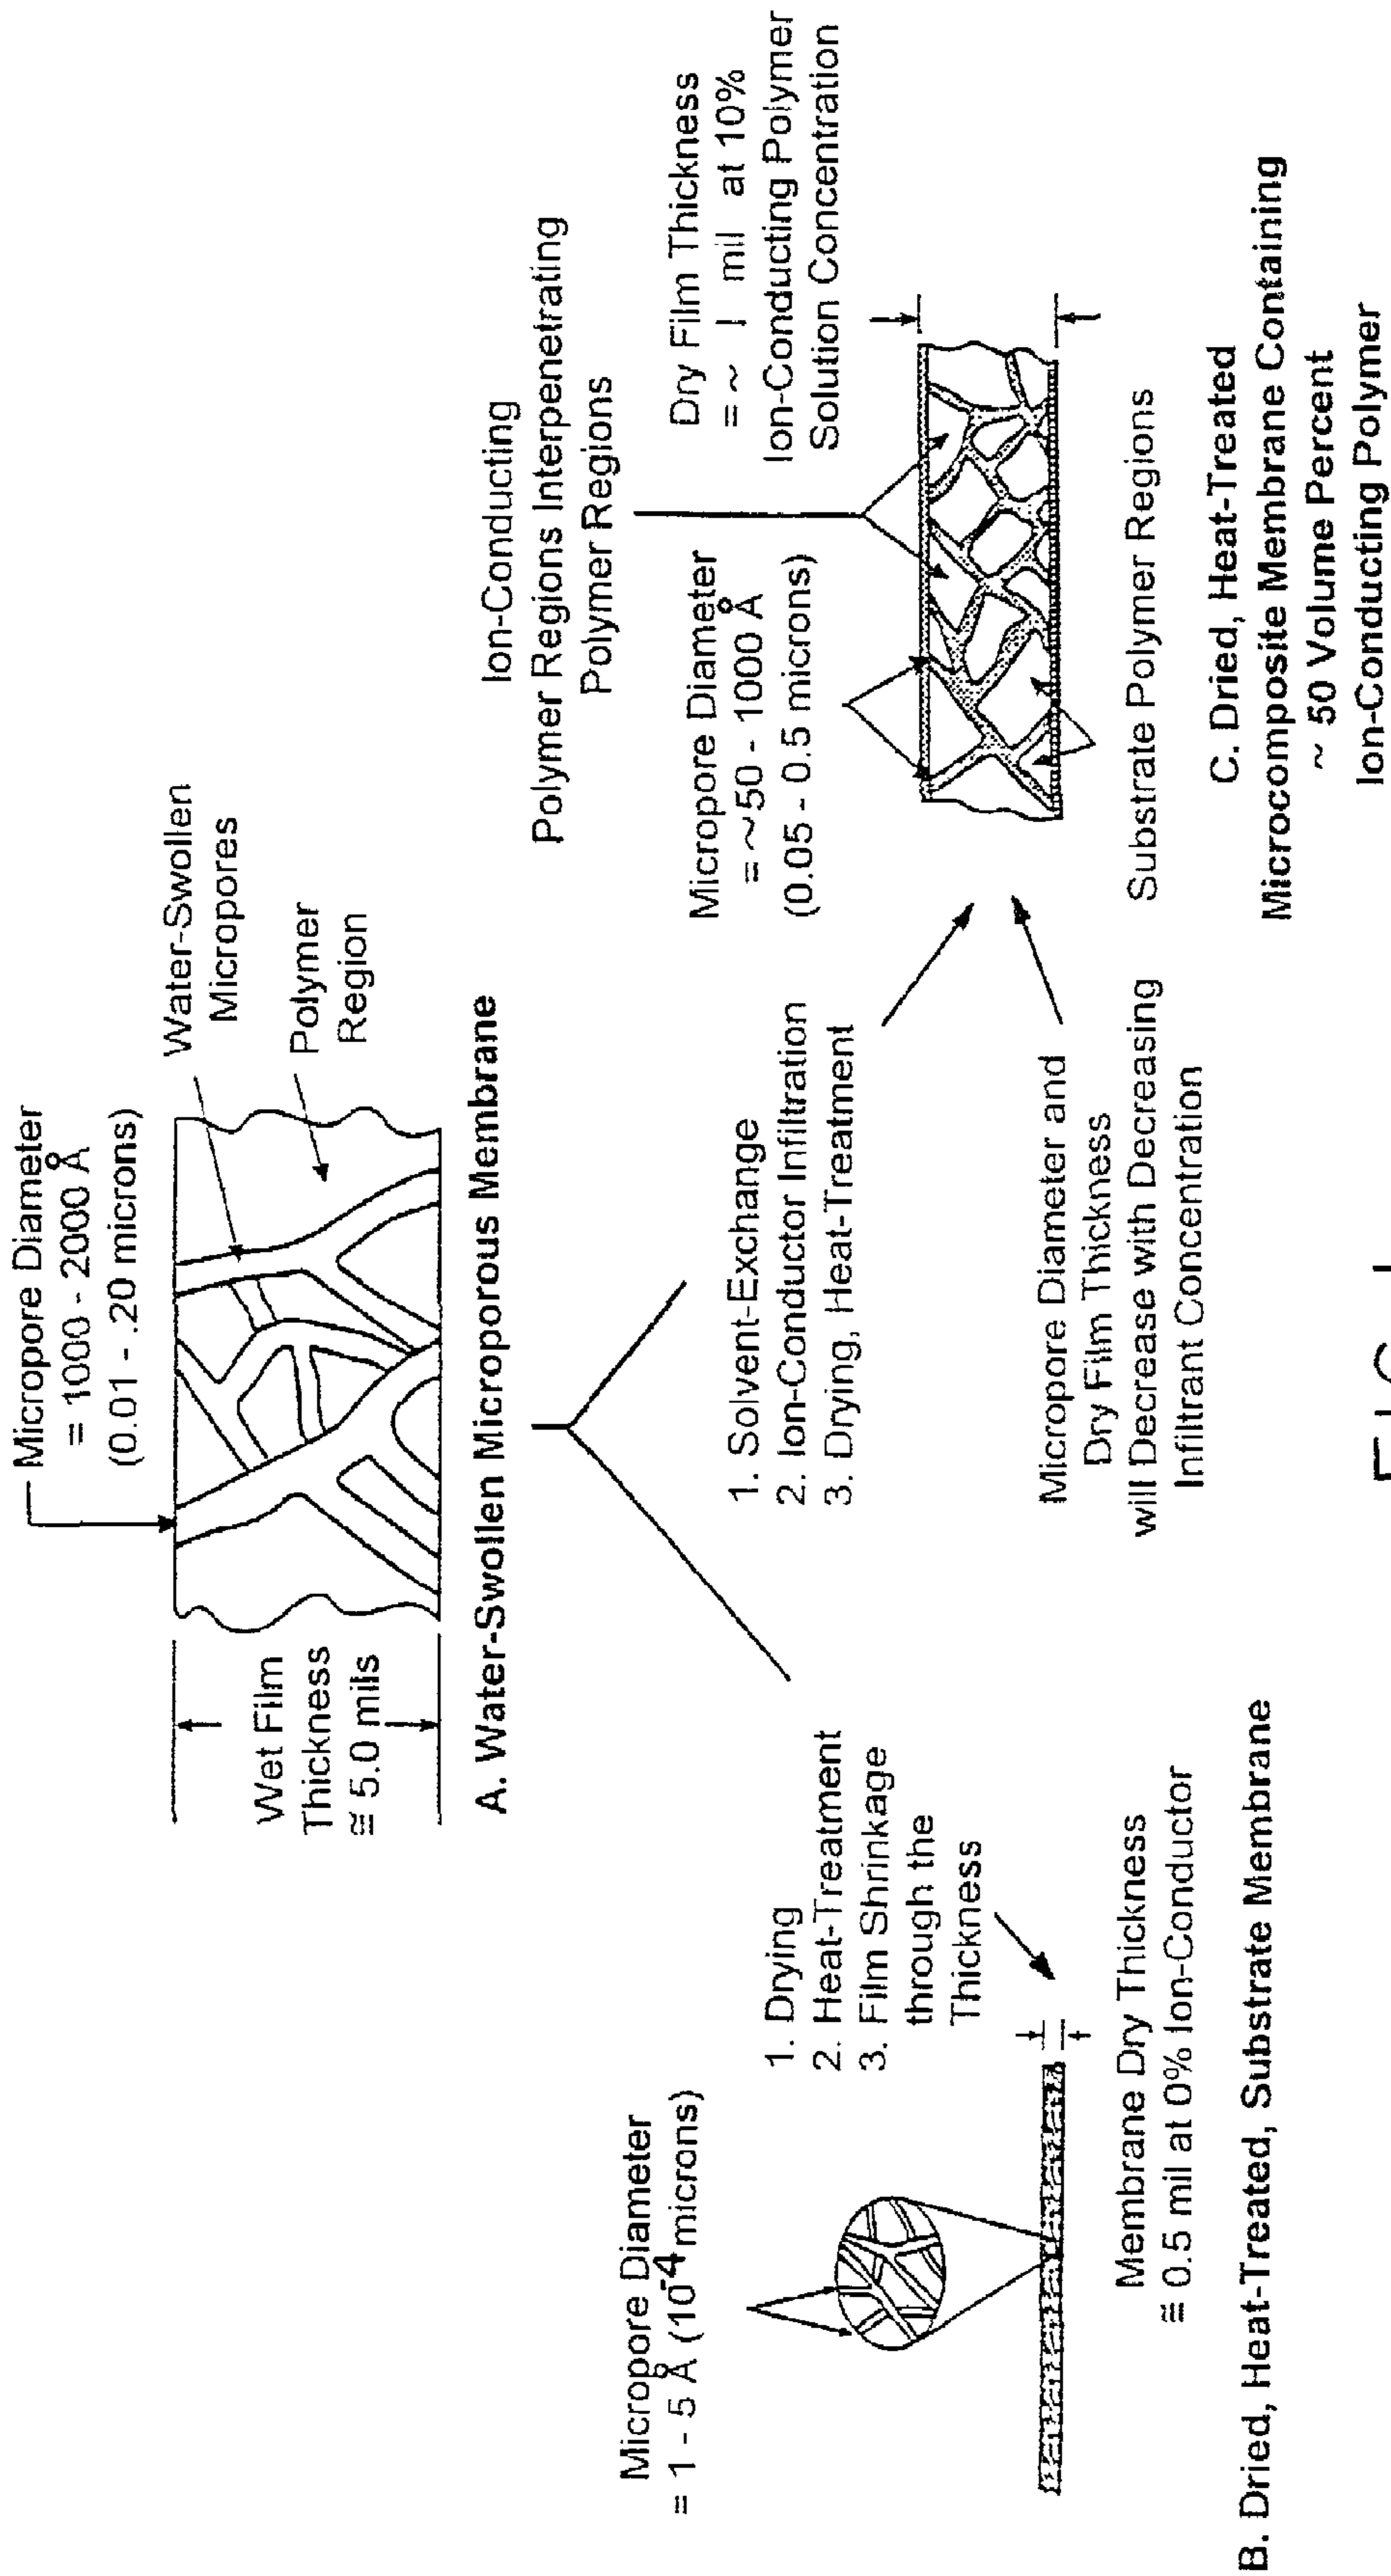 Micropore Diameter
= 1000 - 2000 Å
(0.01 - .20 microns)
Water-Swollen
Micropores
Polymer
Region
Wet Film
Thickness
≅ 5.0 mils
A. Water-Swollen Microporous Membrane
1. Drying
2. Heat-Treatment
3. Film Shrinkage
through the
Thickness
Micropore Diameter
= 1 - 5 Å (10-4 microns)
Membrane Dry Thickness
≅ 0.5 mil at 0% Ion-Conductor
B. Dried, Heat-Treated, Substrate Membrane
1. Solvent-Exchange
2. Ion-Conductor Infiltration
3. Drying, Heat-Treatment
Micropore Diameter and
Dry Film Thickness
will Decrease with Decreasing
Infiltrant Concentration
Ion-Conducting
Polymer Regions Interpenetrating
Polymer Regions
Micropore Diameter
= ~50 - 1000 Å
(0.05 - 0.5 microns)
Dry Film Thickness
= ~ 1 mil at 10%
Ion-Conducting Polymer
Solution Concentration
Substrate Polymer Regions
C. Dried, Heat-Treated
Microcomposite Membrane Containing
~ 50 Volume Percent
Ion-Conducting Polymer